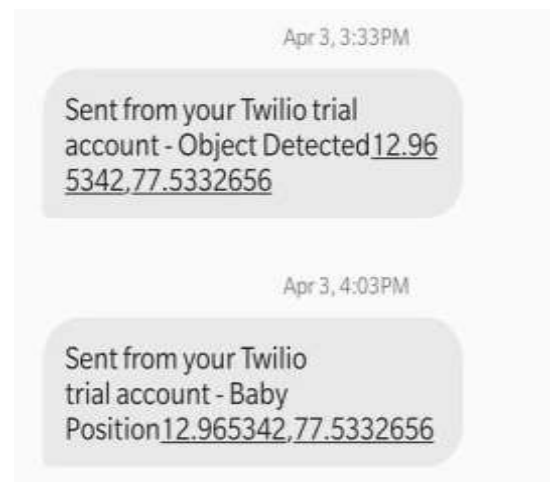 Apr 3, 3:33PM
Sent from your Twilio trial
account - Object Detected12.96
5342,77.5332656
Apr 3, 4:03PM
Sent from your Twilio
trial account - Baby
Position12.965342,77.5332656